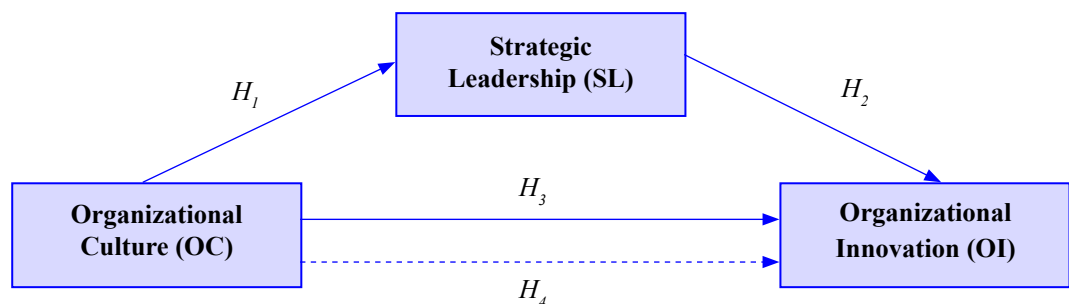 Strategic
Leadership (SL)
H1
H2
H3
Organizational
Culture (OC)
Organizational
Innovation (OI)
H4